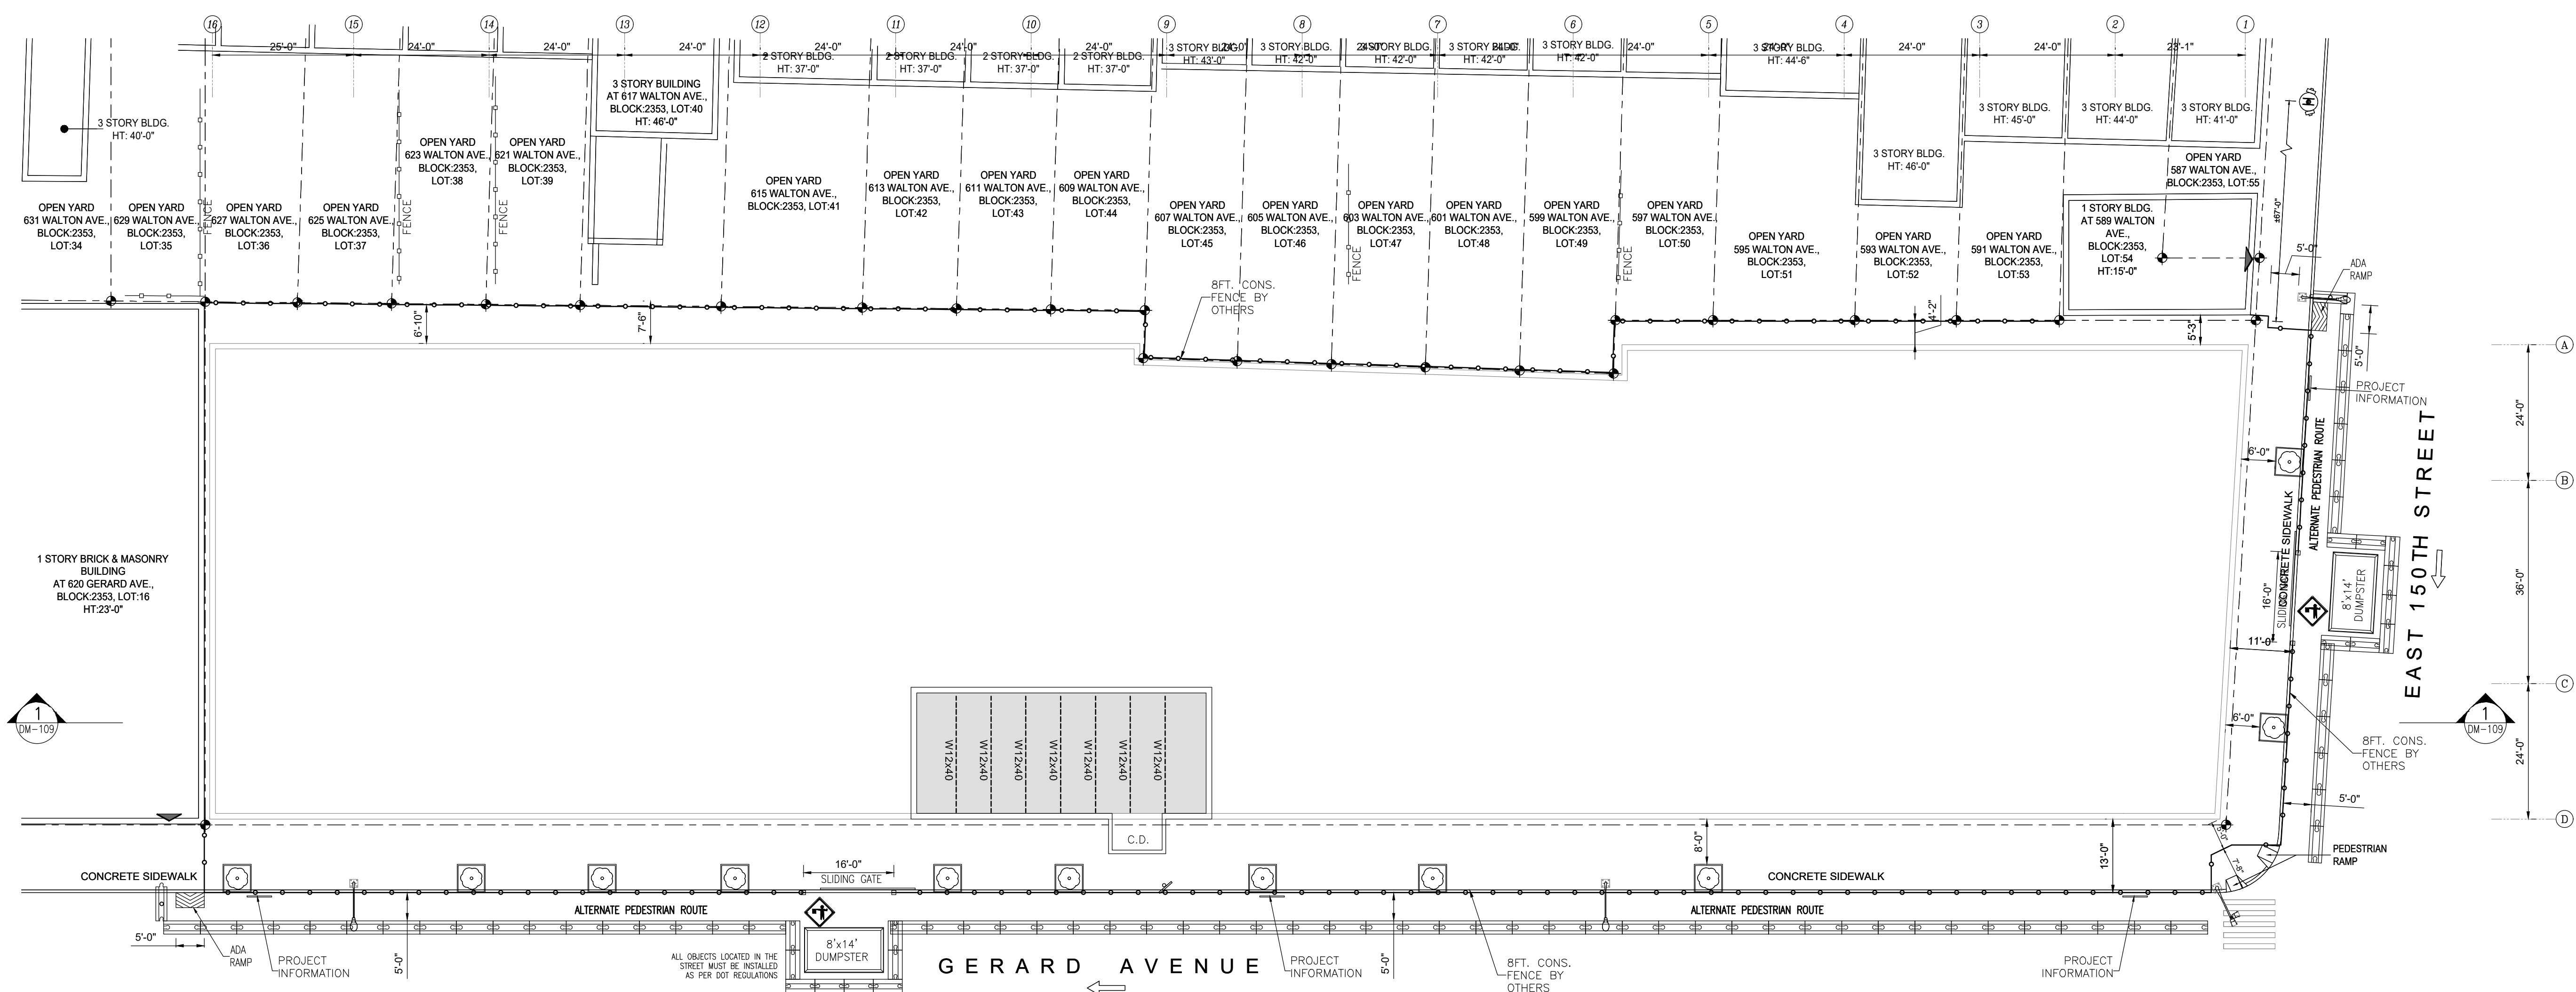 16
15
14
13
12
11
10
9
8
7
6
5
4
3
2
1
25'-0"
24'-0"
24'-0"
24'-0"
24'-0"
24'-0"
24'-0"
24'-0"
24'-0"
24'-0"
24'-0"
24'-0"
24'-0"
23'-1"
3 STORY BLDG.
HT: 40'-0"
3 STORY BUILDING
AT 617 WALTON AVE.,
BLOCK:2353, LOT:40
HT: 46'-0"
2 STORY BLDG.
HT: 37'-0"
2 STORY BLDG.
HT: 37'-0"
2 STORY BLDG.
HT: 37'-0"
2 STORY BLDG.
HT: 37'-0"
3 STORY BLDG.
HT: 43'-0"
3 STORY BLDG.
HT: 42'-0"
3 STORY BLDG.
HT: 42'-0"
3 STORY BLDG.
HT: 42'-0"
3 STORY BLDG.
HT: 42'-0"
3 STORY BLDG.
HT: 44'-6"
3 STORY BLDG.
HT: 46'-0"
3 STORY BLDG.
HT: 45'-0"
3 STORY BLDG.
HT: 44'-0"
3 STORY BLDG.
HT: 41'-0"
OPEN YARD
631 WALTON AVE.,
BLOCK:2353,
LOT:34
OPEN YARD
629 WALTON AVE.,
BLOCK:2353,
LOT:35
FENCE
OPEN YARD
627 WALTON AVE.,
BLOCK:2353,
LOT:36
OPEN YARD
625 WALTON AVE.,
BLOCK:2353,
LOT:37
FENCE
OPEN YARD
623 WALTON AVE.,
BLOCK:2353,
LOT:38
FENCE
OPEN YARD
621 WALTON AVE.,
BLOCK:2353,
LOT:39
OPEN YARD
615 WALTON AVE.,
BLOCK:2353, LOT:41
OPEN YARD
613 WALTON AVE.,
BLOCK:2353,
LOT:42
OPEN YARD
611 WALTON AVE.,
BLOCK:2353,
LOT:43
OPEN YARD
609 WALTON AVE.,
BLOCK:2353,
LOT:44
OPEN YARD
607 WALTON AVE.,
BLOCK:2353,
LOT:45
OPEN YARD
605 WALTON AVE.,
BLOCK:2353,
LOT:46
FENCE
OPEN YARD
603 WALTON AVE.,
BLOCK:2353,
LOT:47
OPEN YARD
601 WALTON AVE.,
BLOCK:2353,
LOT:48
OPEN YARD
599 WALTON AVE.,
BLOCK:2353,
LOT:49
FENCE
OPEN YARD
597 WALTON AVE.,
BLOCK:2353,
LOT:50
OPEN YARD
595 WALTON AVE.,
BLOCK:2353,
LOT:51
OPEN YARD
593 WALTON AVE.,
BLOCK:2353,
LOT:52
OPEN YARD
591 WALTON AVE.,
BLOCK:2353,
LOT:53
1 STORY BLDG.
AT 589 WALTON
AVE.,
BLOCK:2353,
LOT:54
HT:15'-0"
OPEN YARD
587 WALTON AVE.,
BLOCK:2353, LOT:55
±67'-0"
5'-0"
ADA
RAMP
5'-0"
PROJECT
INFORMATION
6'-10"
7'-6"
8FT. CONS.
FENCE BY
OTHERS
4'-2"
5'-3"
A
24'-0"
B
36'-0"
C
24'-0"
D
EAST 150TH STREET
ALTERNATE PEDESTRIAN ROUTE
CONCRETE SIDEWALK
6'-0"
16'-0"
11'-0"
6'-0"
8'x14'
DUMPSTER
8FT. CONS.
FENCE BY
OTHERS
5'-0"
1
DM-109
1
DM-109
1 STORY BRICK & MASONRY
BUILDING
AT 620 GERARD AVE.,
BLOCK:2353, LOT:16
HT:23'-0"
W12x40
W12x40
W12x40
W12x40
W12x40
W12x40
W12x40
C.D.
8'-0"
13'-0"
7'-8"
PEDESTRIAN
RAMP
CONCRETE SIDEWALK
16'-0"
SLIDING GATE
CONCRETE SIDEWALK
ALTERNATE PEDESTRIAN ROUTE
ALTERNATE PEDESTRIAN ROUTE
5'-0"
ADA
RAMP
PROJECT
INFORMATION
5'-0"
ALL OBJECTS LOCATED IN THE
STREET MUST BE INSTALLED
AS PER DOT REGULATIONS
8'x14'
DUMPSTER
GERARD AVENUE
PROJECT
INFORMATION
5'-0"
8FT. CONS.
FENCE BY
OTHERS
PROJECT
INFORMATION